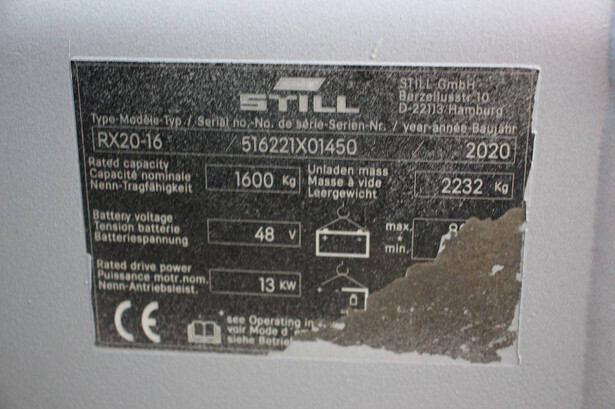 STILL
STILL GmbH
Berzeliusstr.10
D-22113 Hamburg
Type-Modèle-Typ / Serial no.-No. de série-Serien-Nr. / year-année-Baujahr
RX20-16 / 516221X01450 / 2020
Rated capacity
Capacité nominale
Nenn-Tragfähigkeit
1600 Kg
Unladen mass
Masse à vide
Leergewicht
2232 Kg
Battery voltage
Tension batterie
Batteriespannung
48 V
max.
*
min.
Rated drive power
Puissance motr.nom.
Nenn-Antriebsleist.
13 KW
CE
* see Operating in
voir Mode d'
siehe Betrie